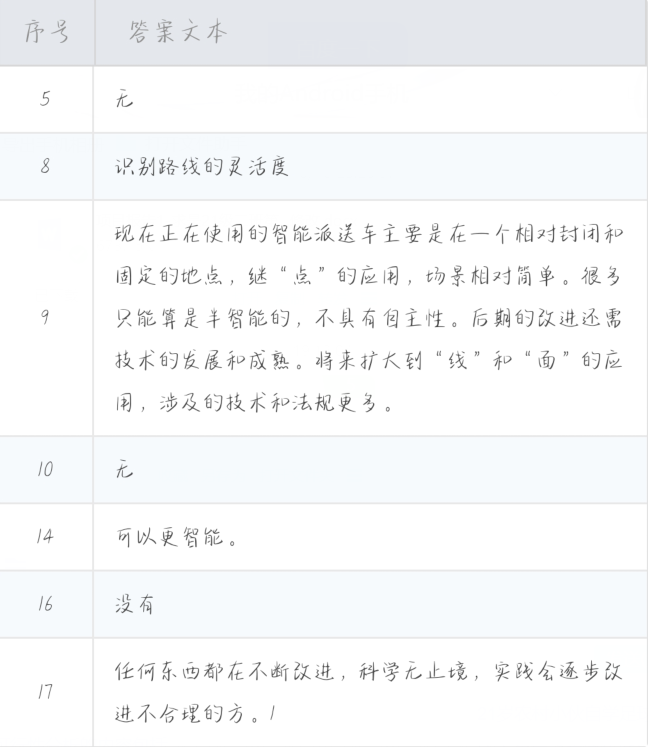 序号 答案文本
5 无
8 识别路线的灵活度
现在正在使用的智能派送车主要是在一个相对封闭和
固定的地点，继“点”的应用，场景相对简单。很多
9 只能算是半智能的，不具有自主性。后期的改进还需
技术的发展和成熟。将来扩大到“线”和“面”的应
用，涉及的技术和法规更多。
10 无
14 可以更智能。
16 没有
任何东西都在不断改进，科学无止境，实践会逐步改
17
进不合理的方。1